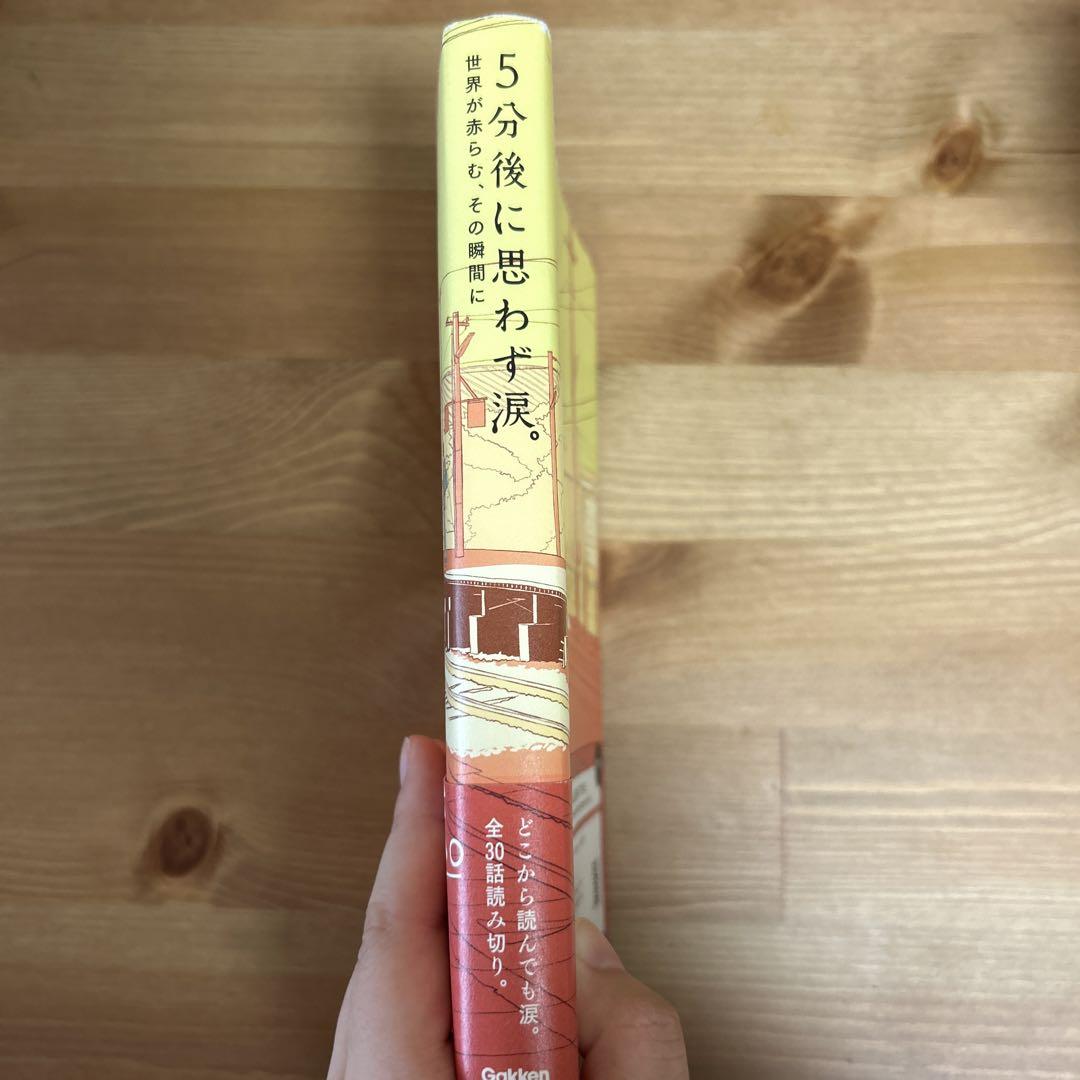 5分後に思わず涙。
世界が赤らむ、その瞬間に
どこから読んでも涙。
全30話読み切り。
Gakken